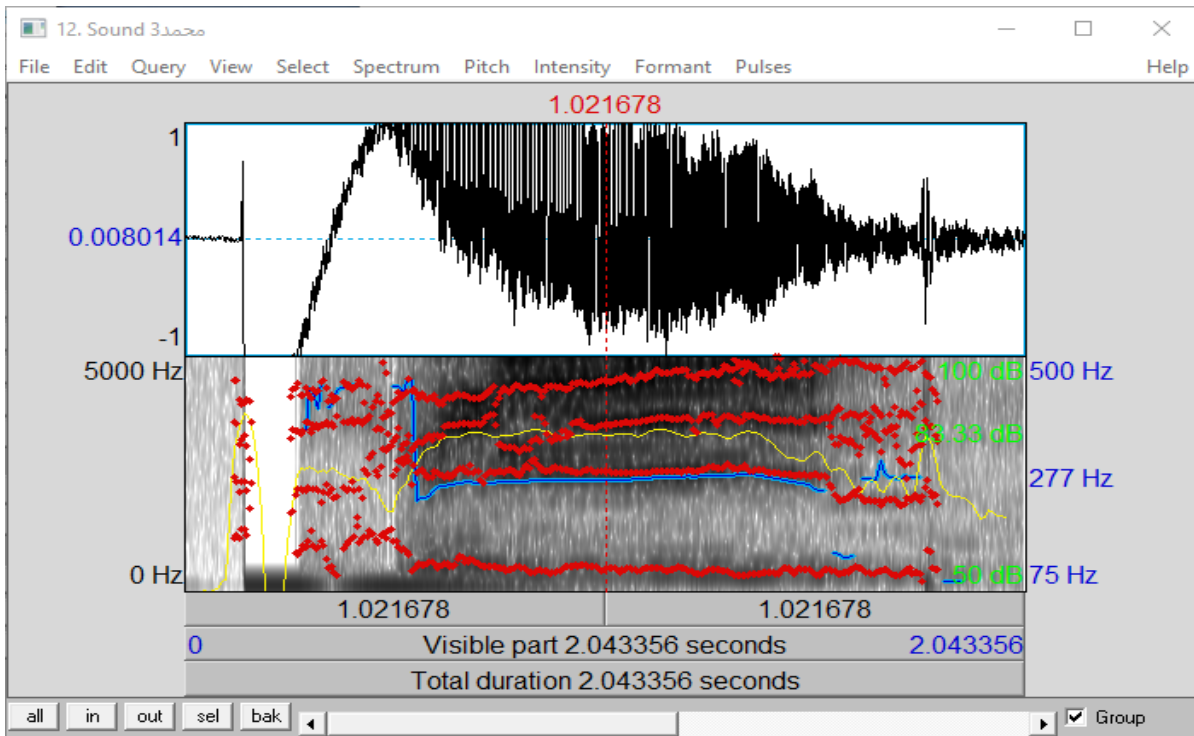 12. Sound 3محمد
File Edit Query View Select Spectrum Pitch Intensity Formant Pulses Help
1.021678
1
0.008014
-1
5000 Hz 100 dB 500 Hz
83.33 dB
277 Hz
0 Hz 50 dB 75 Hz
1.021678 1.021678
0 Visible part 2.043356 seconds 2.043356
Total duration 2.043356 seconds
all in out sel bak Group